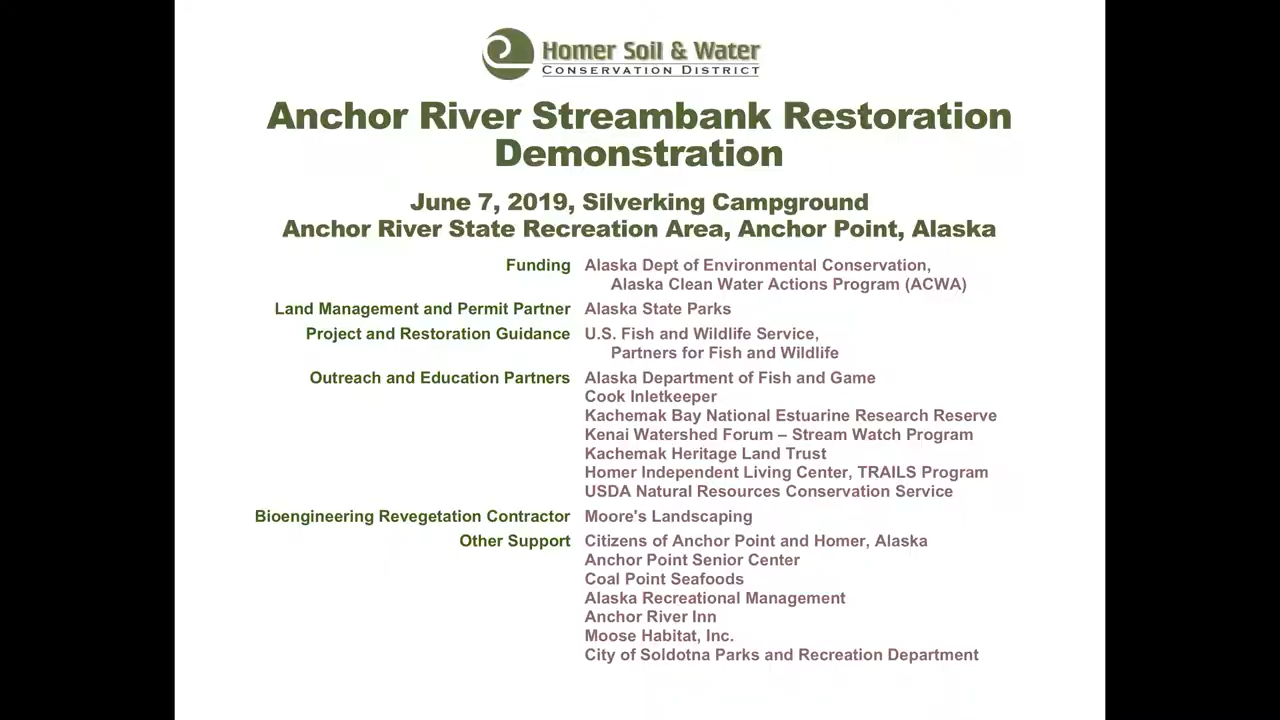 Homer Soil & Water
CONSERVATION DISTRICT
Anchor River Streambank Restoration
Demonstration
June 7, 2019, Silverking Campground
Anchor River State Recreation Area, Anchor Point, Alaska
Funding Alaska Dept of Environmental Conservation,
Alaska Clean Water Actions Program (ACWA)
Land Management and Permit Partner Alaska State Parks
Project and Restoration Guidance U.S. Fish and Wildlife Service,
Partners for Fish and Wildlife
Outreach and Education Partners Alaska Department of Fish and Game
Cook Inletkeeper
Kachemak Bay National Estuarine Research Reserve
Kenai Watershed Forum – Stream Watch Program
Kachemak Heritage Land Trust
Homer Independent Living Center, TRAILS Program
USDA Natural Resources Conservation Service
Bioengineering Revegetation Contractor Moore's Landscaping
Other Support Citizens of Anchor Point and Homer, Alaska
Anchor Point Senior Center
Coal Point Seafoods
Alaska Recreational Management
Anchor River Inn
Moose Habitat, Inc.
City of Soldotna Parks and Recreation Department